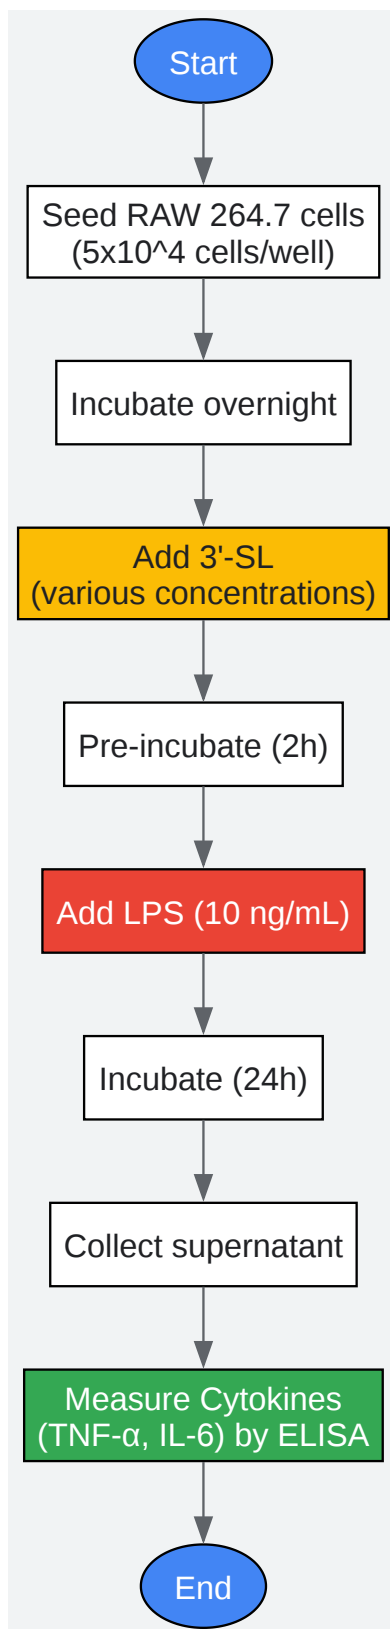 Start
Seed RAW 264.7 cells
(5x10^4 cells/well)
Incubate overnight
Add 3'-SL
(various concentrations)
Pre-incubate (2h)
Add LPS (10 ng/mL)
Incubate (24h)
Collect supernatant
Measure Cytokines
(TNF-α, IL-6) by ELISA
End